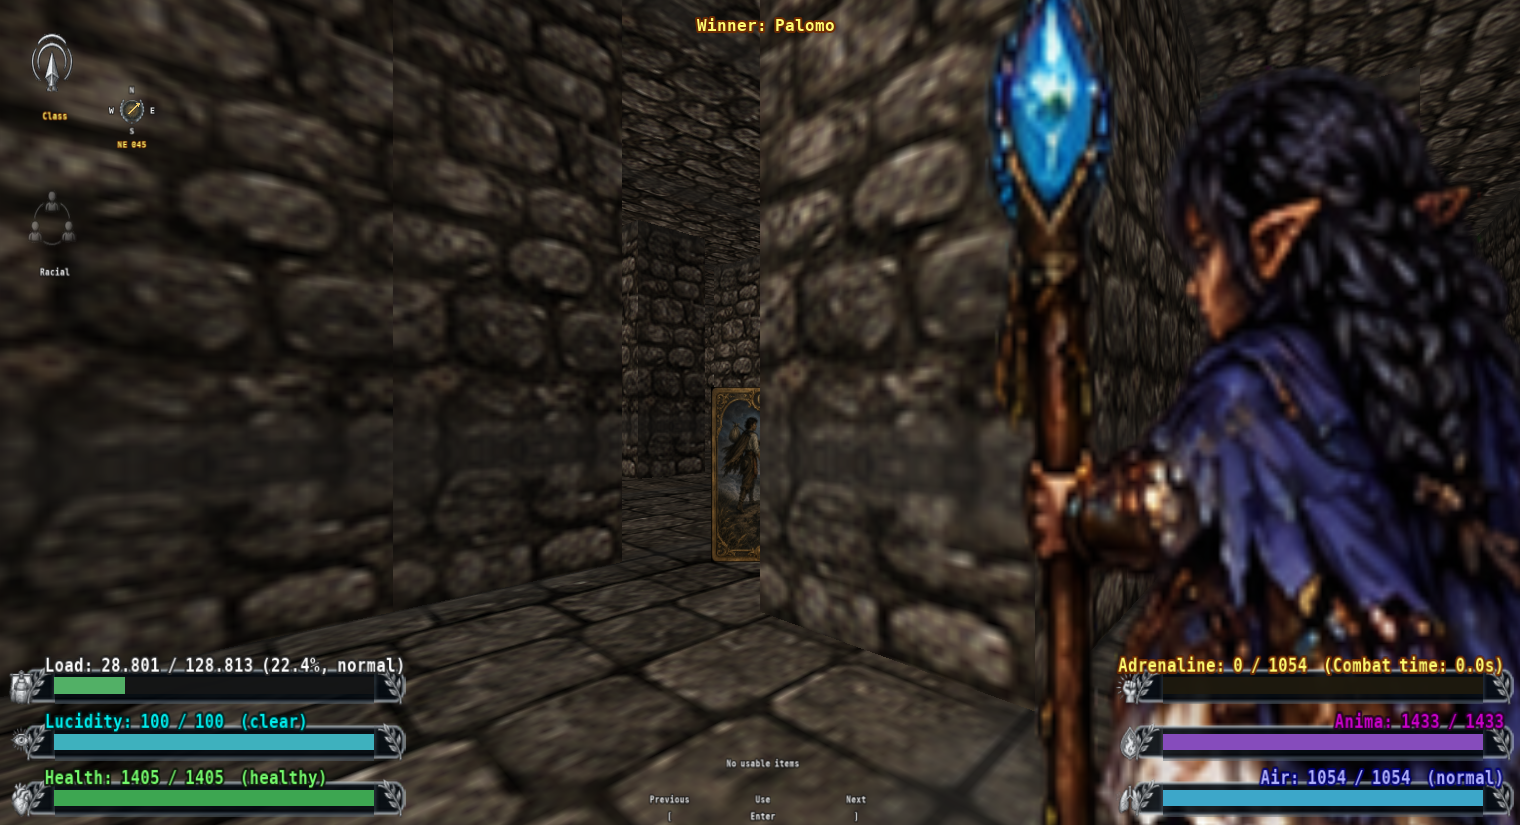 Winner: Palomo
N
W E
Class
S
NE 045
Racial
Load: 28.801 / 128.813 (22.4%, normal)
Adrenaline: 0 / 1054 (Combat time: 0.0s)
Lucidity: 100 / 100 (clear)
Anima: 1433 / 1433
No usable items
Health: 1405 / 1405 (healthy)
Air: 1054 / 1054 (normal)
Previous Use Next
[ Enter ]